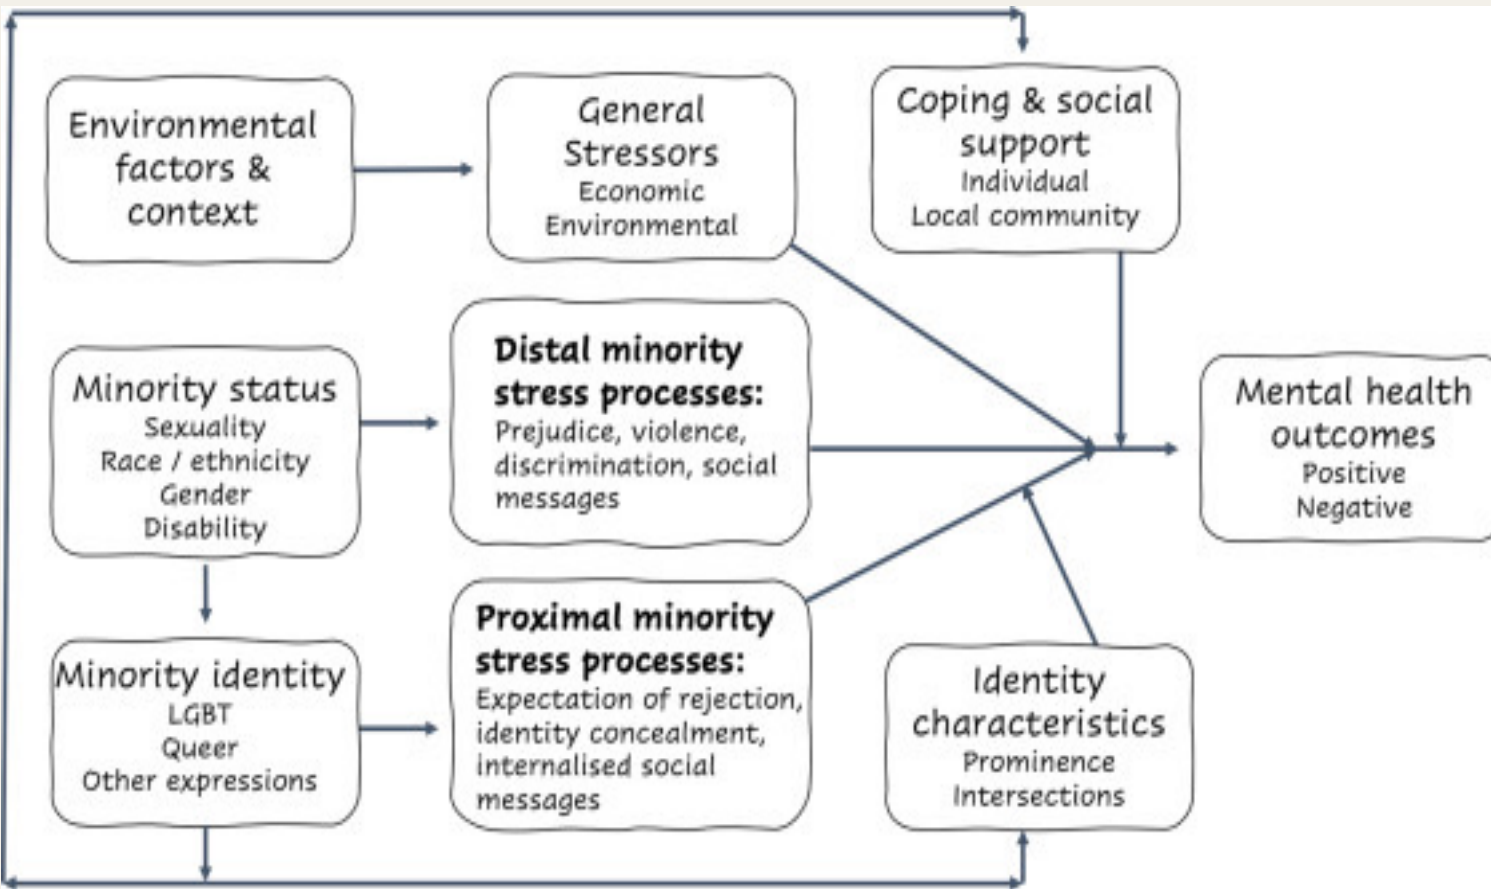 Environmental
factors &
context
General
Stressors
Economic
Environmental
Coping & social
support
Individual
Local community
Minority status
Sexuality
Race / ethnicity
Gender
Disability
Distal minority
stress processes:
Prejudice, violence,
discrimination, social
messages
Mental health
outcomes
Positive
Negative
Minority identity
LGBT
Queer
Other expressions
Proximal minority
stress processes:
Expectation of rejection,
identity concealment,
internalised social
messages
Identity
characteristics
Prominence
Intersections